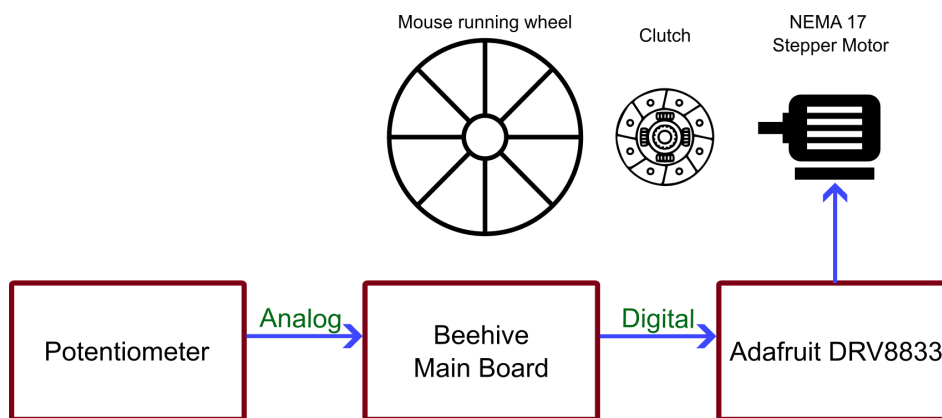 Mouse running wheel
Clutch
NEMA 17
Stepper Motor
Potentiometer
Analog
Beehive
Main Board
Digital
Adafruit DRV8833